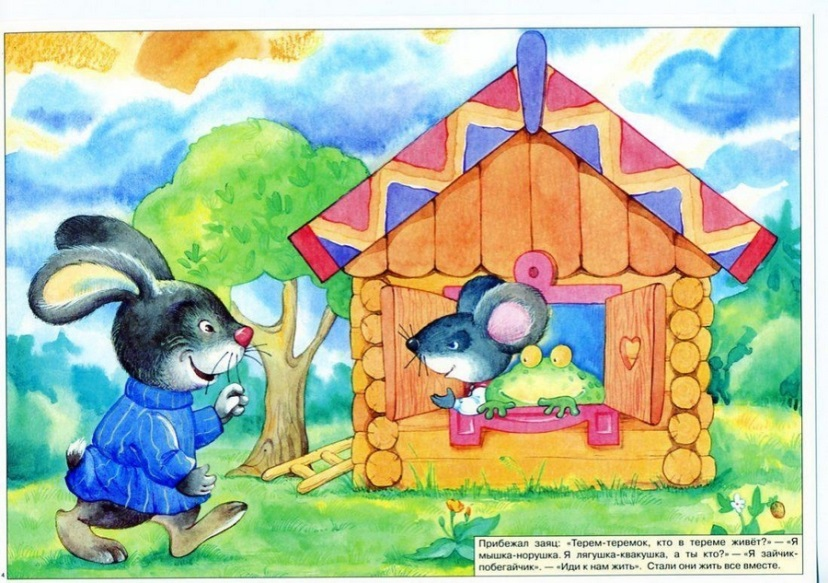 Прибежал заяц: «Терем-теремок, кто в тереме живёт?» — «Я
мышка-норушка. Я лягушка-квакушка, а ты кто?» — «Я зайчик-
побегайчик». — «Иди к нам жить». Стали они жить все вместе.
4